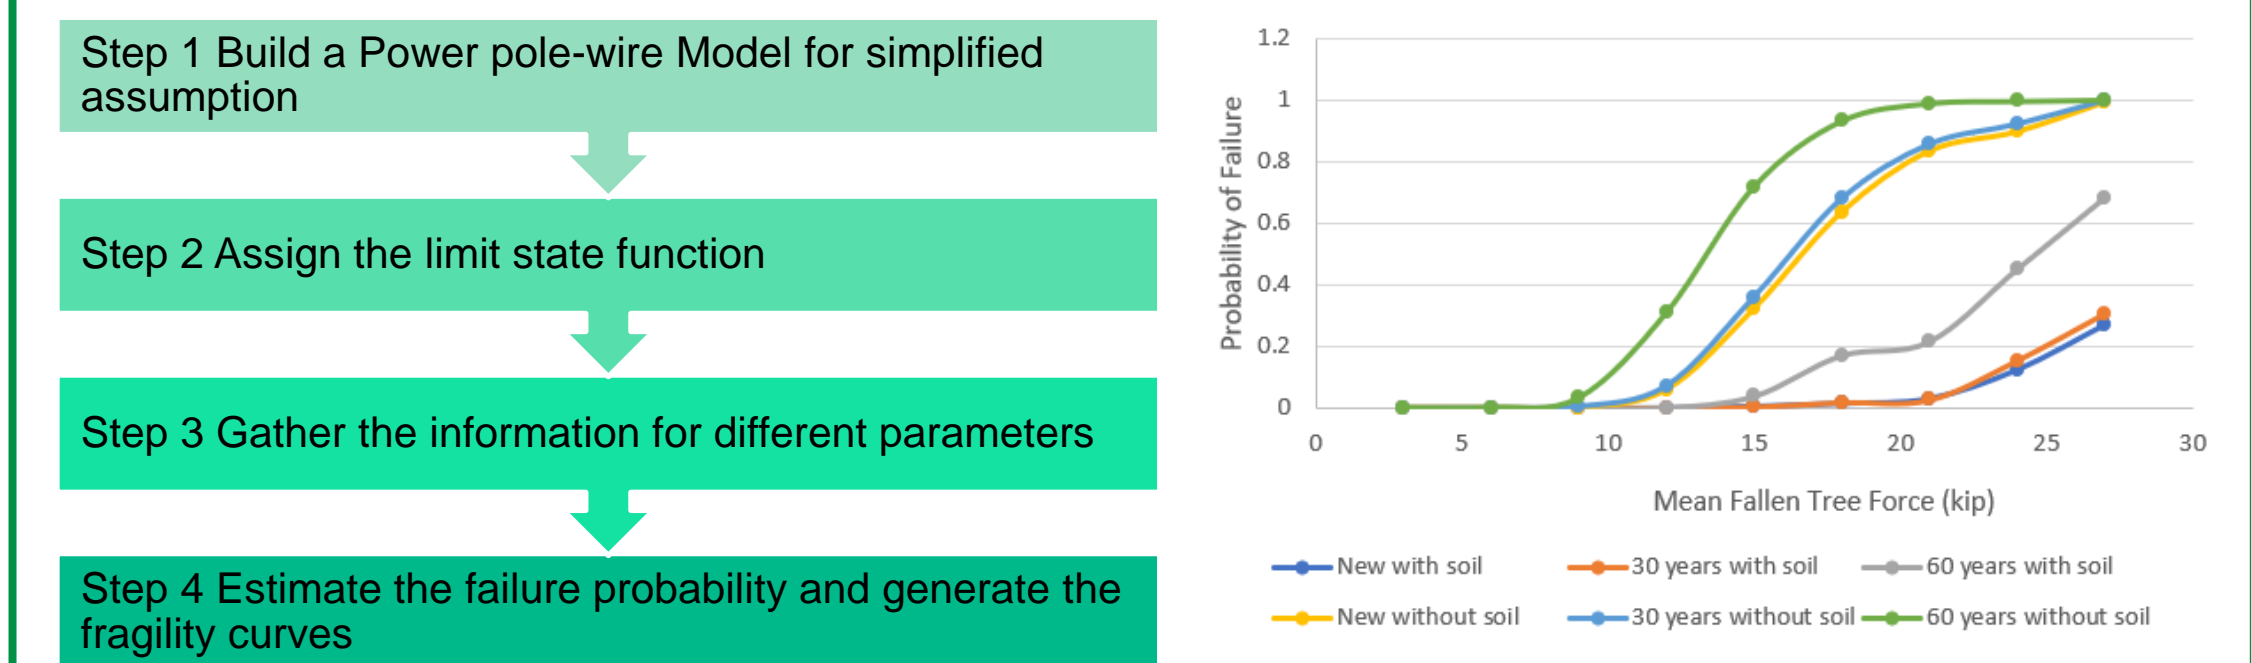 Step 1 Build a Power pole-wire Model for simplified
assumption
Step 2 Assign the limit state function
Step 3 Gather the information for different parameters
Step 4 Estimate the failure probability and generate the
fragility curves
1.2
1
0.8
0.6
0.4
0.2
0
Probability of Failure
0 5 10 15 20 25 30
Mean Fallen Tree Force (kip)
New with soil 30 years with soil 60 years with soil
New without soil 30 years without soil 60 years without soil